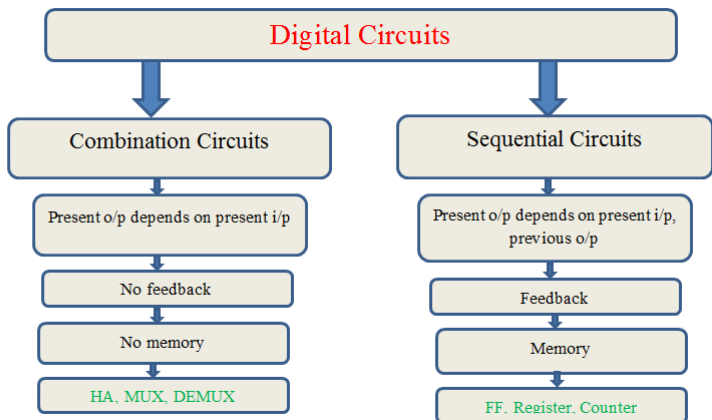 Digital Circuits
Combination Circuits
Present o/p depends on present i/p
No feedback
No memory
HA, MUX, DEMUX
Sequential Circuits
Present o/p depends on present i/p,
previous o/p
Feedback
Memory
FF, Register, Counter